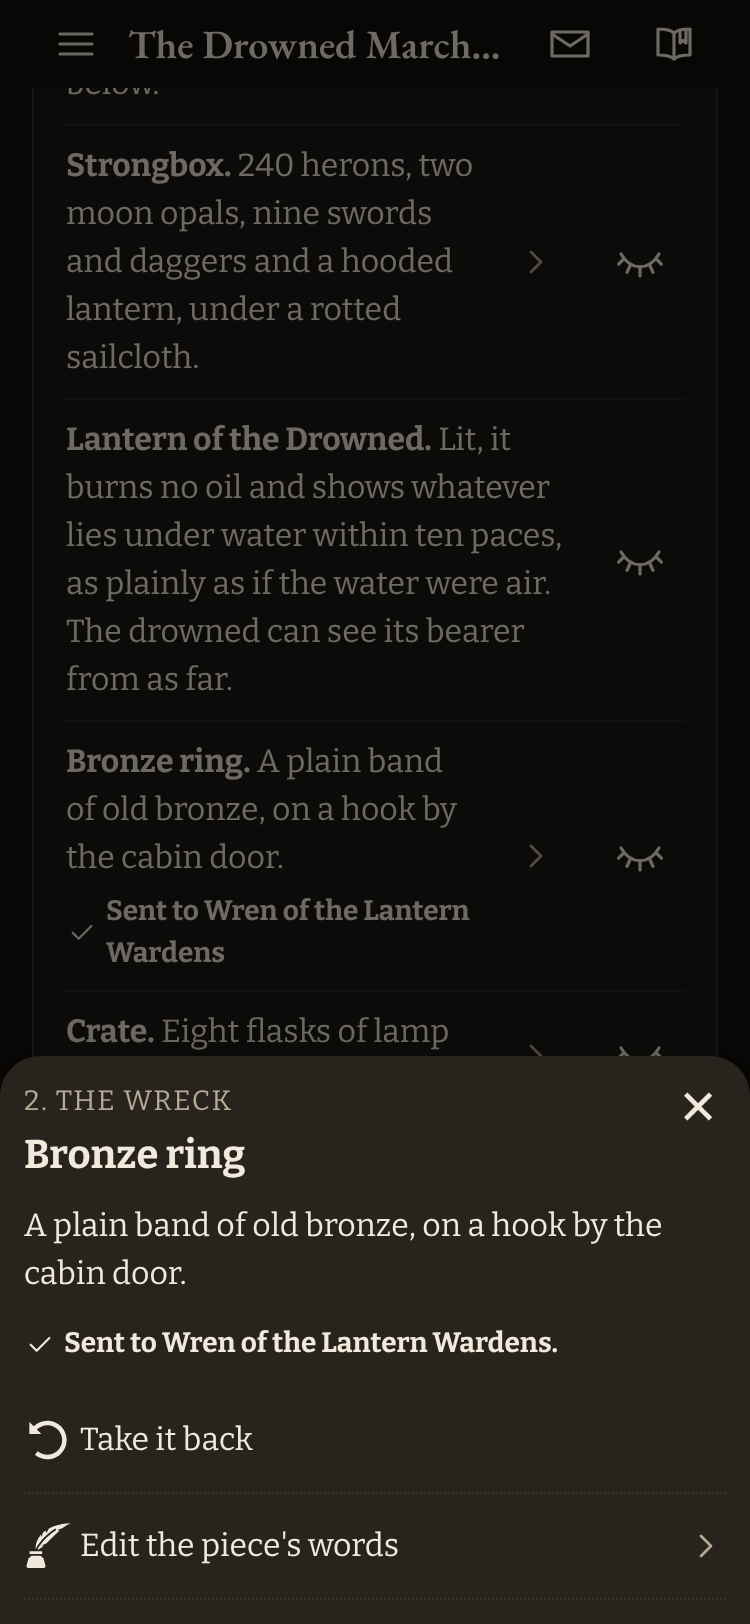 The Drowned March...
below.
Strongbox. 240 herons, two
moon opals, nine swords
and daggers and a hooded
lantern, under a rotted
sailcloth.
Lantern of the Drowned. Lit, it
burns no oil and shows whatever
lies under water within ten paces,
as plainly as if the water were air.
The drowned can see its bearer
from as far.
Bronze ring. A plain band
of old bronze, on a hook by
the cabin door.
Sent to Wren of the Lantern
Wardens
Crate. Eight flasks of lamp
2. THE WRECK
Bronze ring
A plain band of old bronze, on a hook by the
cabin door.
Sent to Wren of the Lantern Wardens.
Take it back
Edit the piece's words